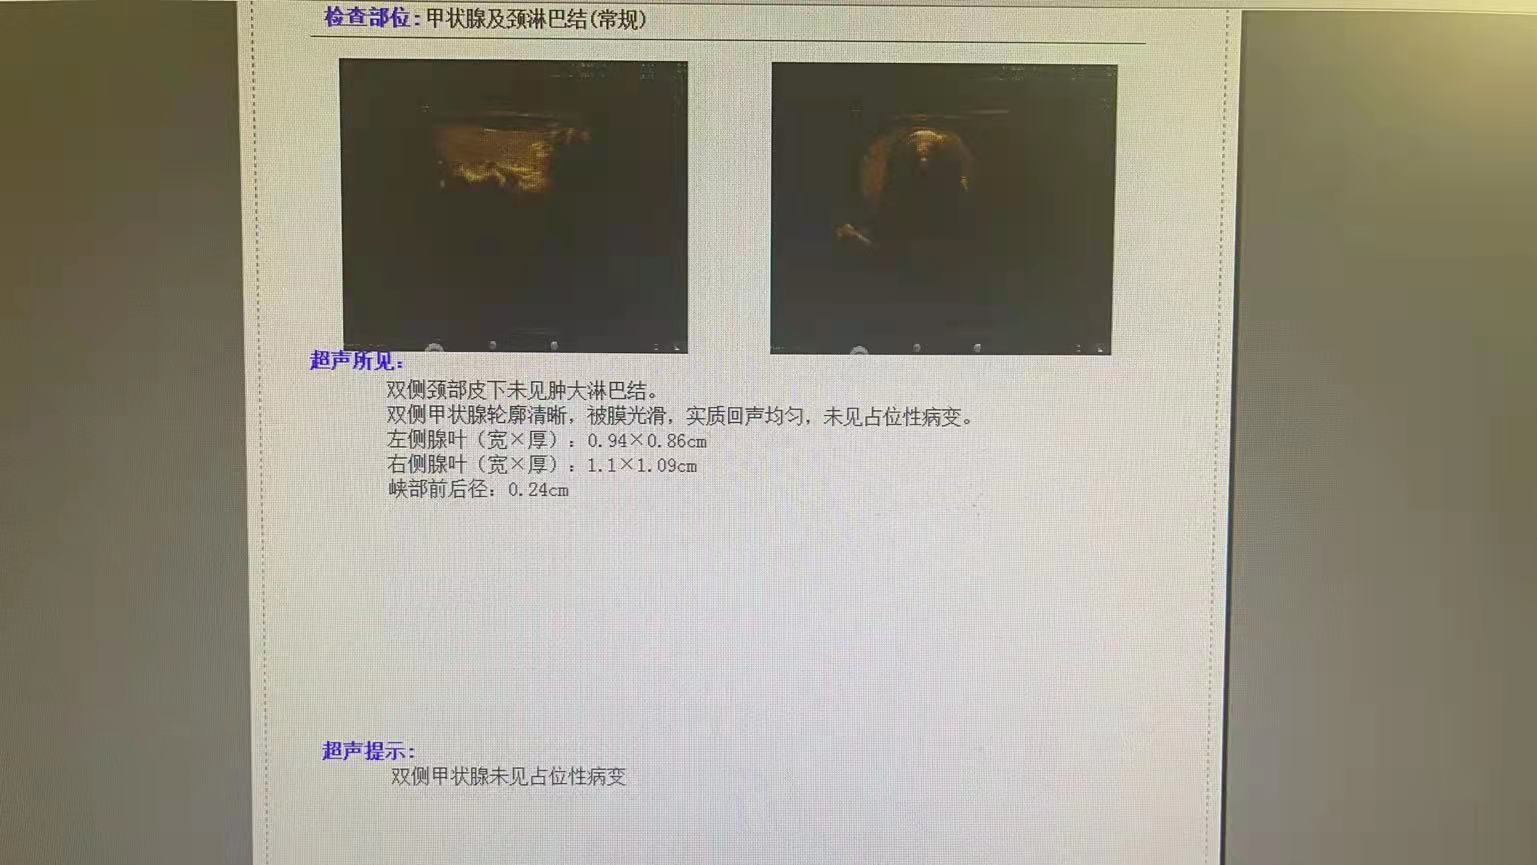 检查部位:甲状腺及颈淋巴结(常规)
超声所见:
双侧颈部皮下未见肿大淋巴结。
双侧甲状腺轮廓清晰，被膜光滑，实质回声均匀，未见占位性病变。
左侧腺叶（宽×厚）：0.94×0.86cm
右侧腺叶（宽×厚）：1.1×1.09cm
峡部前后径：0.24cm
超声提示:
双侧甲状腺未见占位性病变